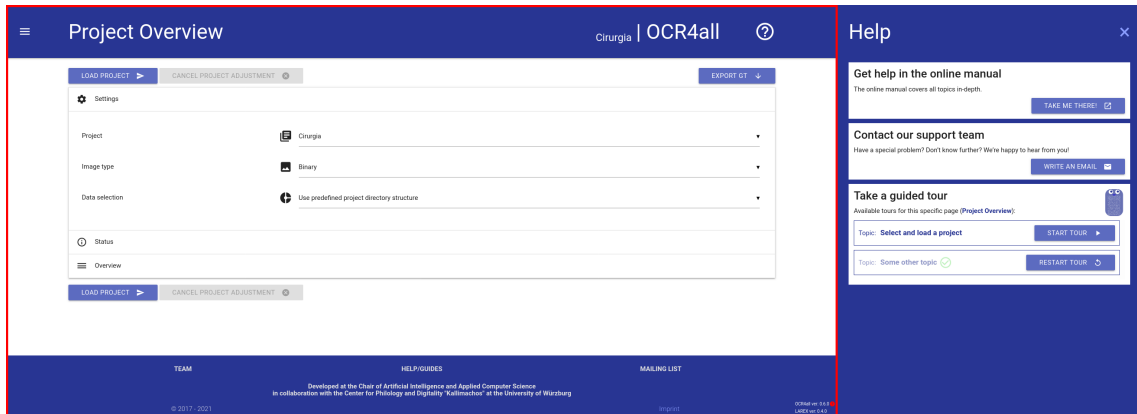 Project Overview
Cirurgia | OCR4all
LOAD PROJECT
CANCEL PROJECT ADJUSTMENT
EXPORT GT
Settings
Project
Cirurgia
Image type
Binary
Data selection
Use predefined project directory structure
Status
Overview
LOAD PROJECT
CANCEL PROJECT ADJUSTMENT
TEAM
HELP/GUIDES
MAILING LIST
Developed at the Chair of Artificial Intelligence and Applied Computer Science
in collaboration with the Center for Philology and Digitality "Kallimachos" at the University of Würzburg
© 2017 - 2021
Imprint
OCR4all ver. 0.6.0
LAREX ver. 0.4.0
Help
Get help in the online manual
The online manual covers all topics in-depth.
TAKE ME THERE!
Contact our support team
Have a special problem? Don't know further? We're happy to hear from you!
WRITE AN EMAIL
Take a guided tour
Available tours for this specific page (Project Overview):
Topic: Select and load a project
START TOUR
Topic: Some other topic
RESTART TOUR